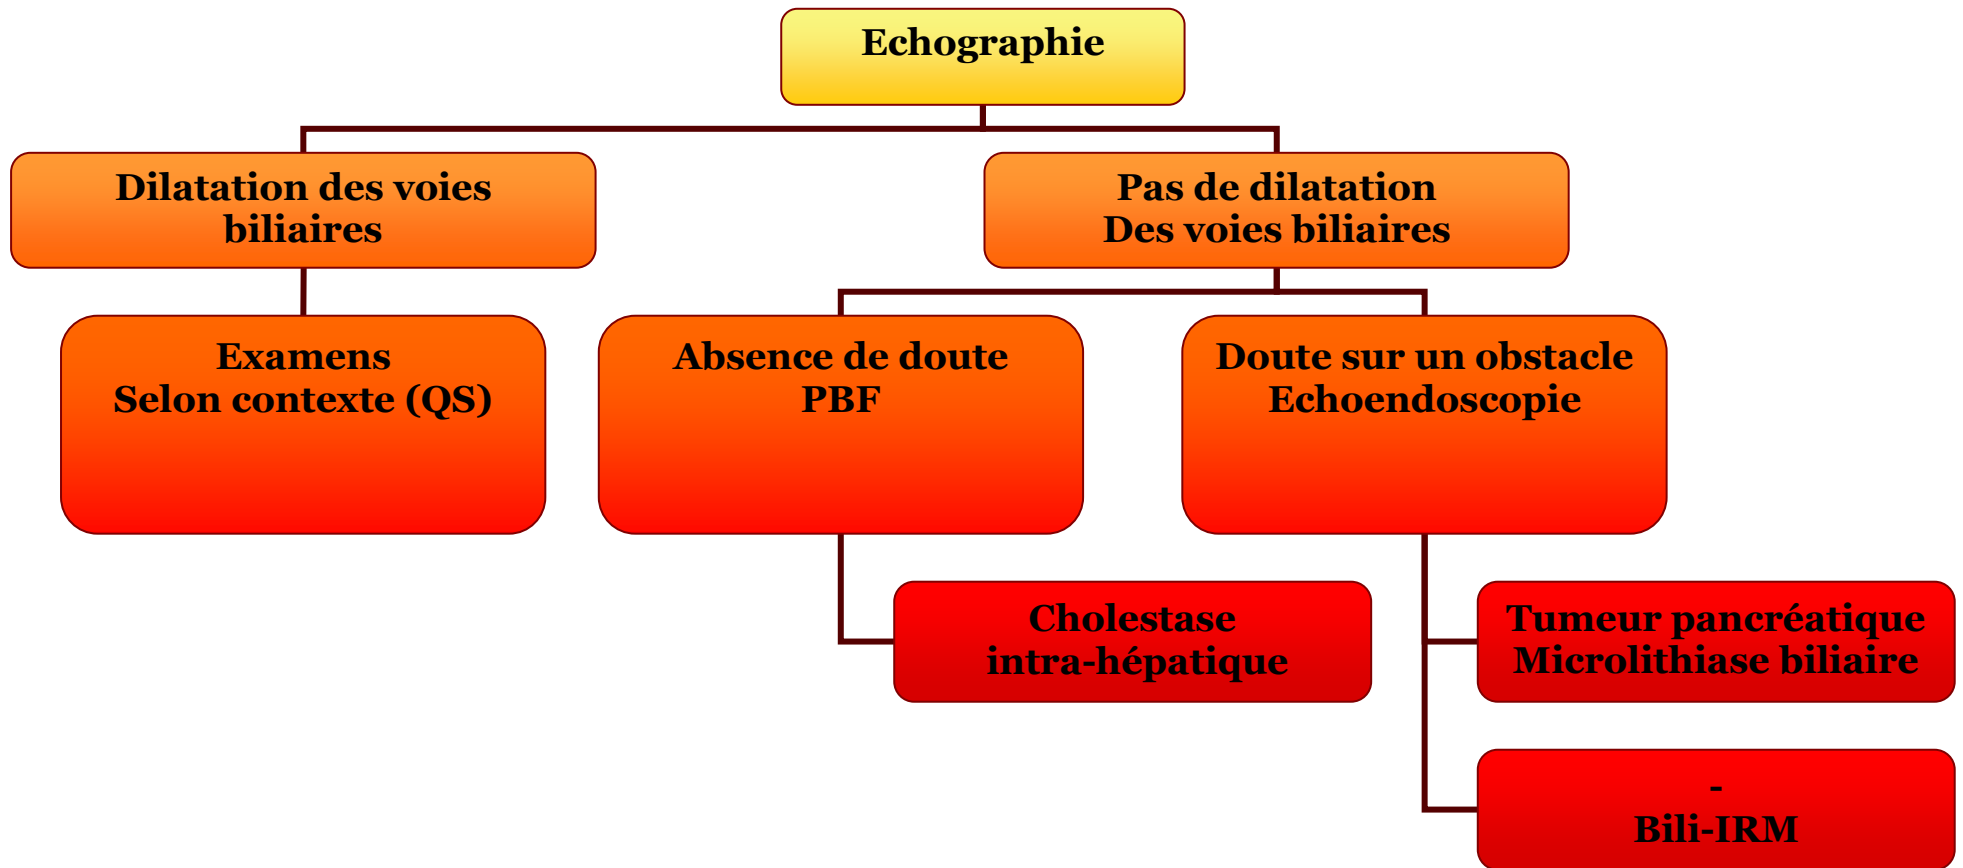 Echographie
Dilatation des voies
biliaires
Pas de dilatation
Des voies biliaires
Examens
Selon contexte (QS)
Absence de doute
PBF
Doute sur un obstacle
Echoendoscopie
Cholestase
intra-hépatique
Tumeur pancréatique
Microlithiase biliaire
-
Bili-IRM